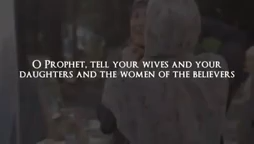 O Prophet, tell your wives and your
daughters and the women of the believers